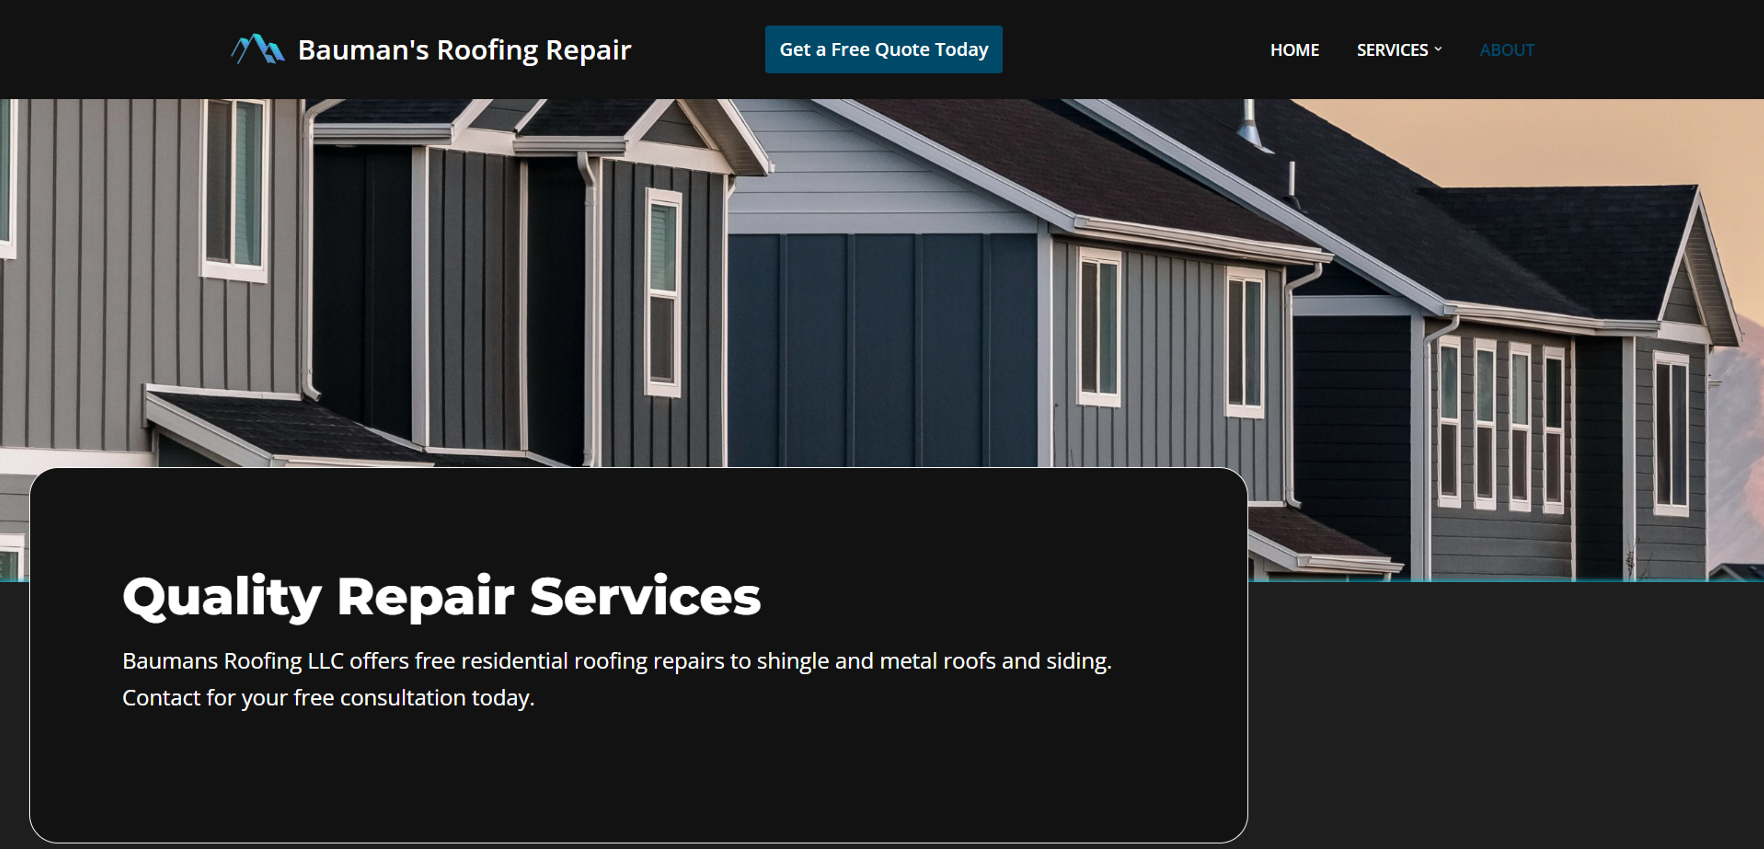 Bauman's Roofing Repair
Get a Free Quote Today
HOME
SERVICES
ABOUT
Quality Repair Services
Baumans Roofing LLC offers free residential roofing repairs to shingle and metal roofs and siding.
Contact for your free consultation today.